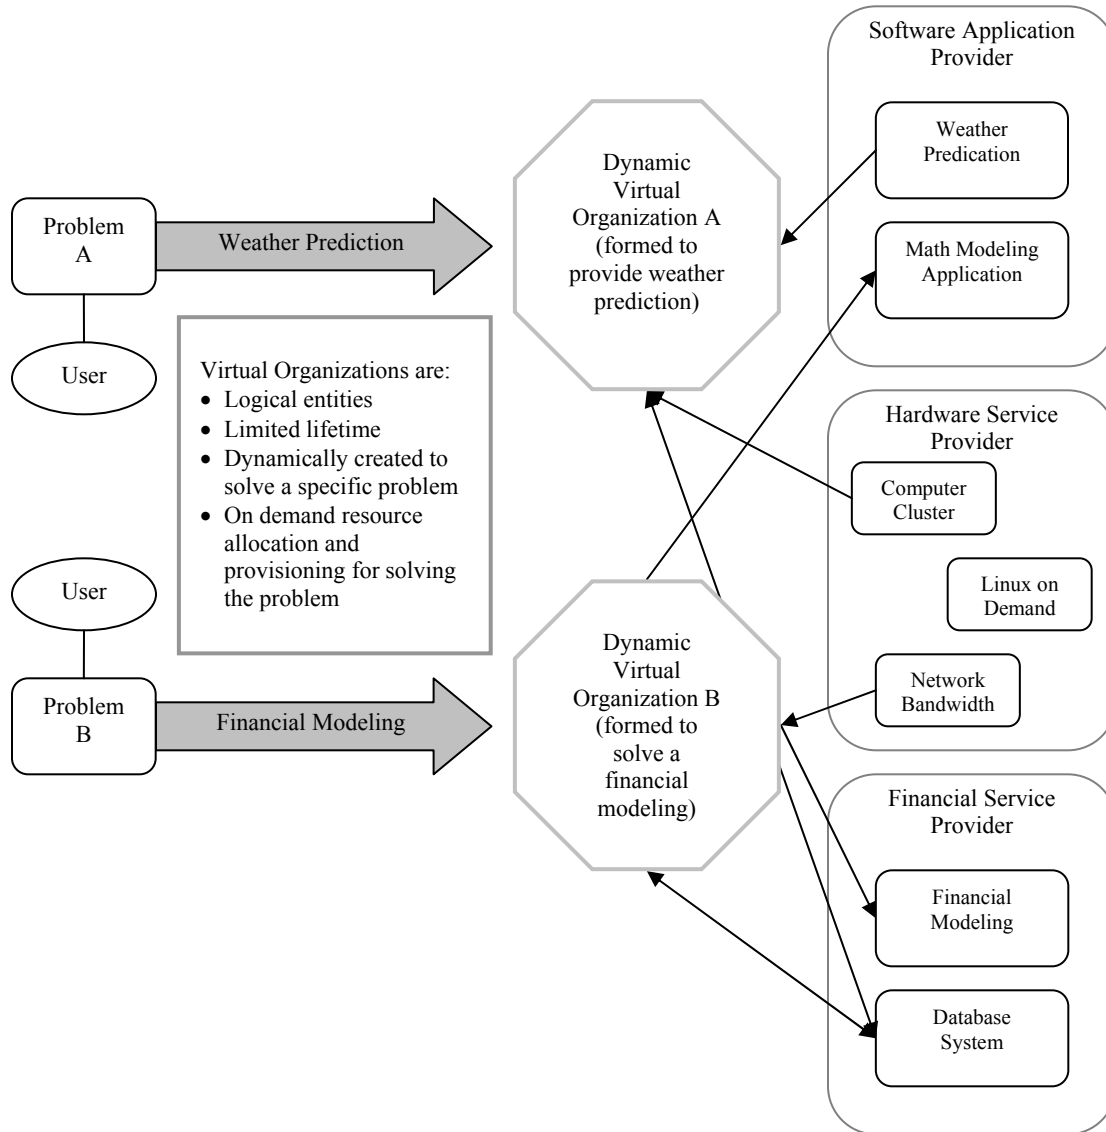 Software Application
Provider
Weather
Predication
Math Modeling
Application
Dynamic
Virtual
Organization A
(formed to
provide weather
prediction)
Problem
A
Weather Prediction
User
Virtual Organizations are:
• Logical entities
• Limited lifetime
• Dynamically created to
solve a specific problem
• On demand resource
allocation and
provisioning for solving
the problem
Hardware Service
Provider
Computer
Cluster
Linux on
Demand
Network
Bandwidth
User
Problem
B
Financial Modeling
Dynamic
Virtual
Organization B
(formed to
solve a
financial
modeling)
Financial Service
Provider
Financial
Modeling
Database
System